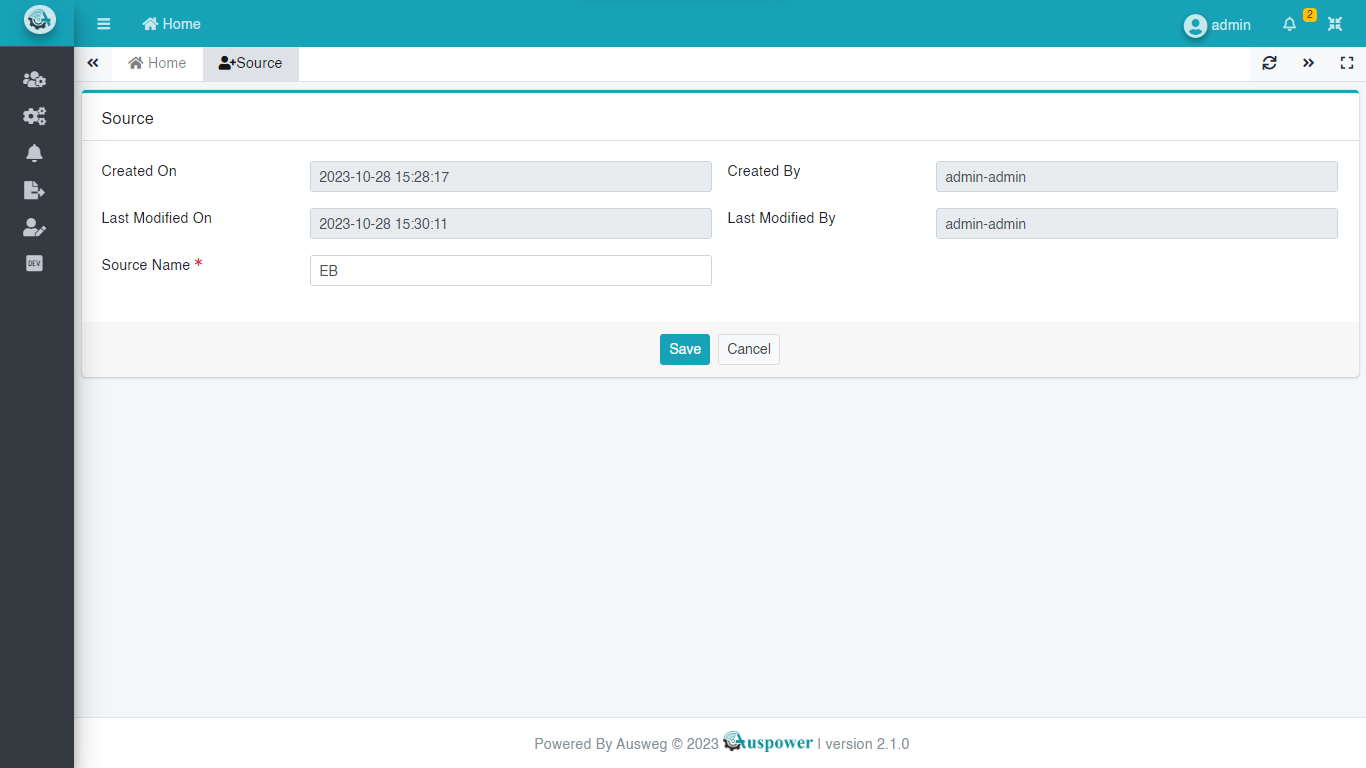 Home
admin
2
Home
Source
Source
Created On
2023-10-28 15:28:17
Created By
admin-admin
Last Modified On
2023-10-28 15:30:11
Last Modified By
admin-admin
Source Name *
EB
Save
Cancel
DEV
Powered By Ausweg © 2023 Auspower | version 2.1.0